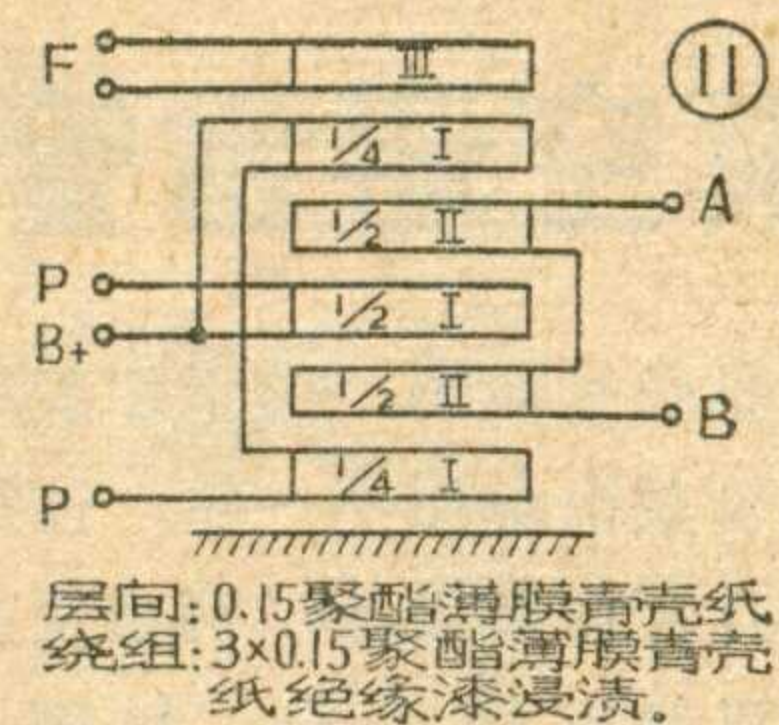 F III ⑪
1/4 I
A
1/2 II
P
1/2 I
B+
1/2 II
B
1/4 I
P
层间:0.15聚酯薄膜青壳纸
绕组:3×0.15聚酯薄膜青壳
纸绝缘漆浸渍。